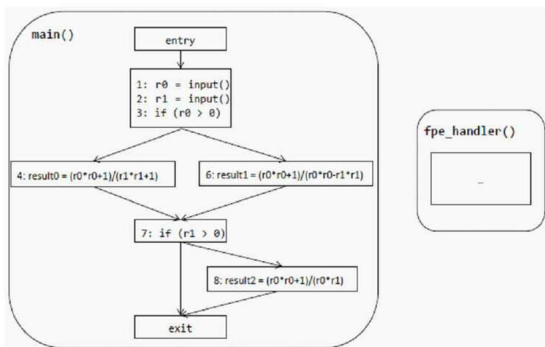 main()
entry
1: r0 = input()
2: r1 = input()
3: if (r0 > 0)
4: result0 = (r0*r0+1)/(r1*r1+1)
6: result1 = (r0*r0+1)/(r0*r0-r1*r1)
7: if (r1 > 0)
8: result2 = (r0*r0+1)/(r0*r1)
exit
fpe_handler()
...